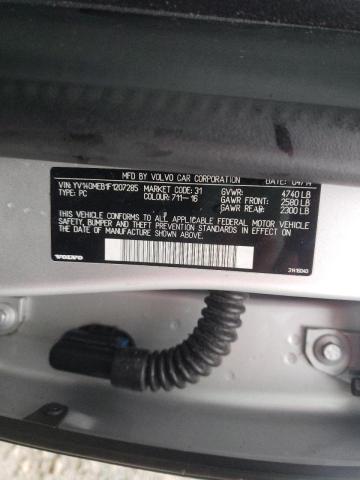 MFD BY VOLVO CAR CORPORATION DATE: 04/14
VIN: YV140MEB1F1207285 MARKET CODE: 31 GVWR: 4740 LB
TYPE: PC COLOUR: 711-16 GAWR FRONT: 2580 LB
GAWR REAR: 2300 LB
THIS VEHICLE CONFORMS TO ALL APPLICABLE FEDERAL MOTOR VEHICLE
SAFETY, BUMPER AND THEFT PREVENTION STANDARDS IN EFFECT ON
THE DATE OF MANUFACTURE SHOWN ABOVE.
VOLVO